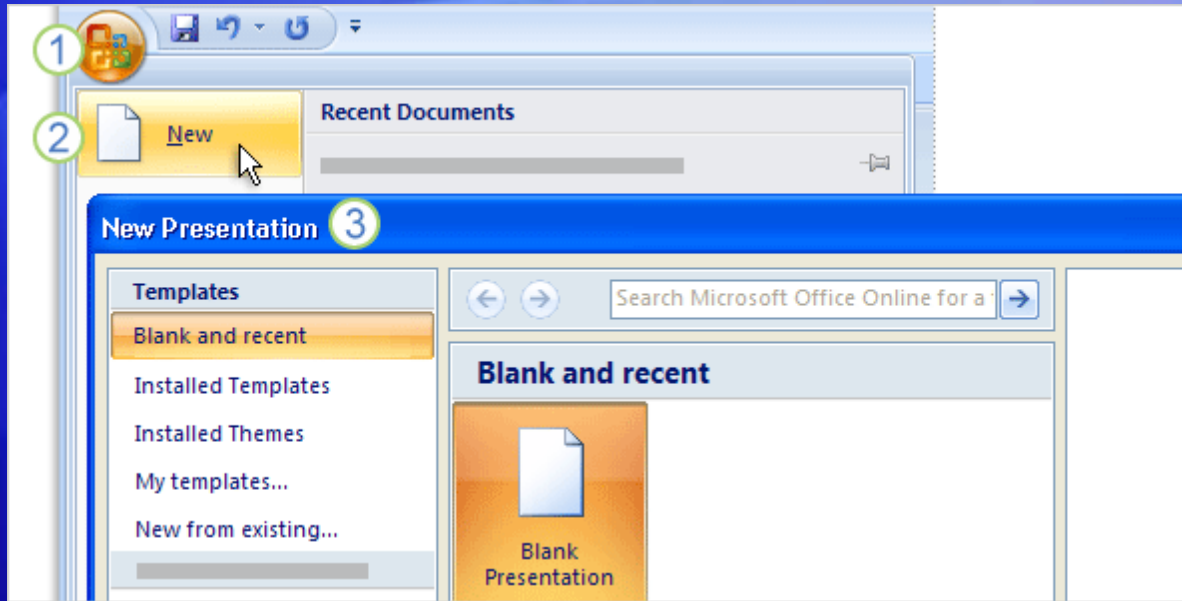 1
2
New
Recent Documents
New Presentation 3
Templates
Blank and recent
Installed Templates
Installed Themes
My templates...
New from existing...
Search Microsoft Office Online for a
Blank and recent
Blank
Presentation